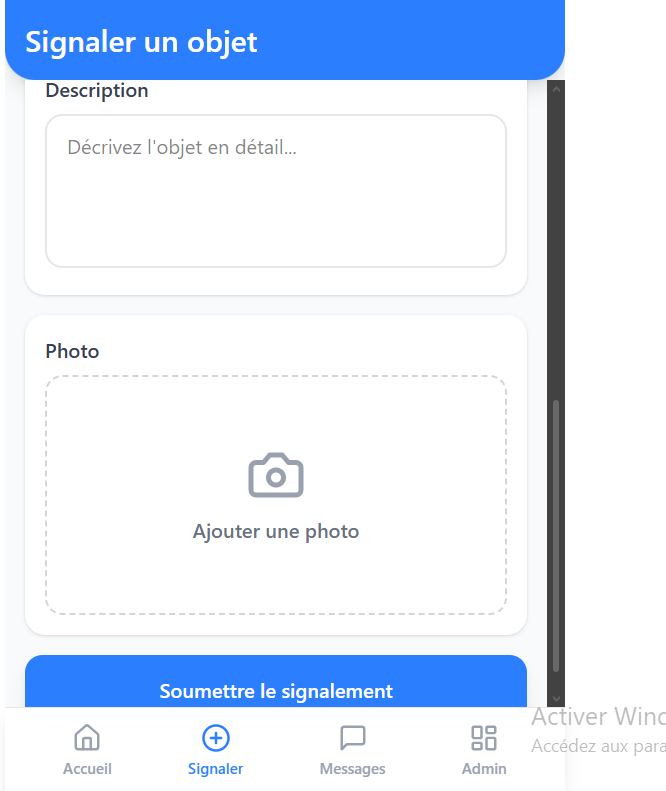 Signaler un objet
Description
Décrivez l'objet en détail...
Photo
Ajouter une photo
Soumettre le signalement
Activer Wind
Accédez aux para
Accueil
Signaler
Messages
Admin